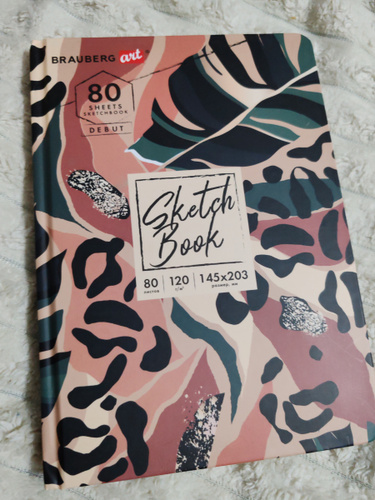 BRAUBERG art®
80
SHEETS
SKETCHBOOK
DEBUT
Sketch
Book
80 | 120 | 145x203
листов | г/м² | размер, мм